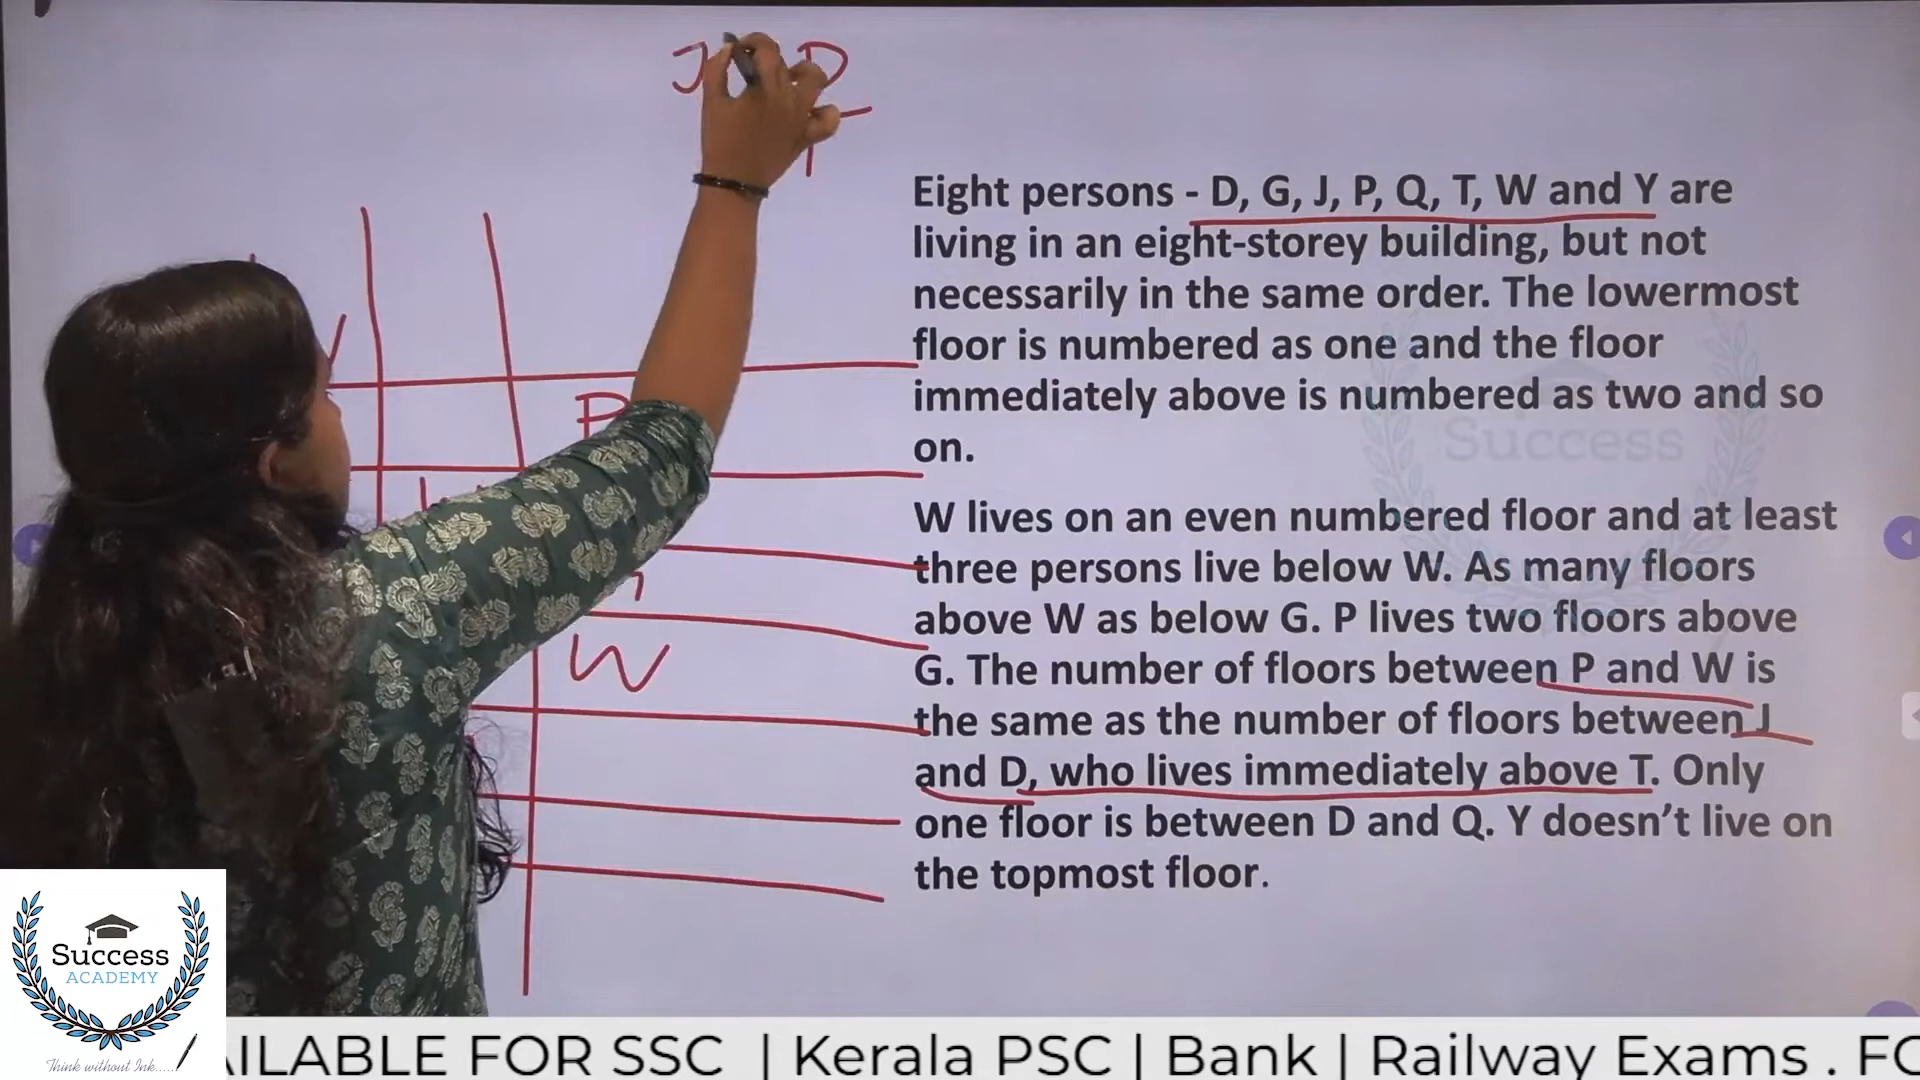 J D
T
Eight persons - D, G, J, P, Q, T, W and Y are
living in an eight-storey building, but not
necessarily in the same order. The lowermost
floor is numbered as one and the floor
immediately above is numbered as two and so
on.
Success
P
W lives on an even numbered floor and at least
three persons live below W. As many floors
above W as below G. P lives two floors above
G. The number of floors between P and W is
the same as the number of floors between J
and D, who lives immediately above T. Only
one floor is between D and Q. Y doesn’t live on
the topmost floor.
W
Success
ACADEMY
Think without Ink.....
AILABLE FOR SSC | Kerala PSC | Bank | Railway Exams . FO